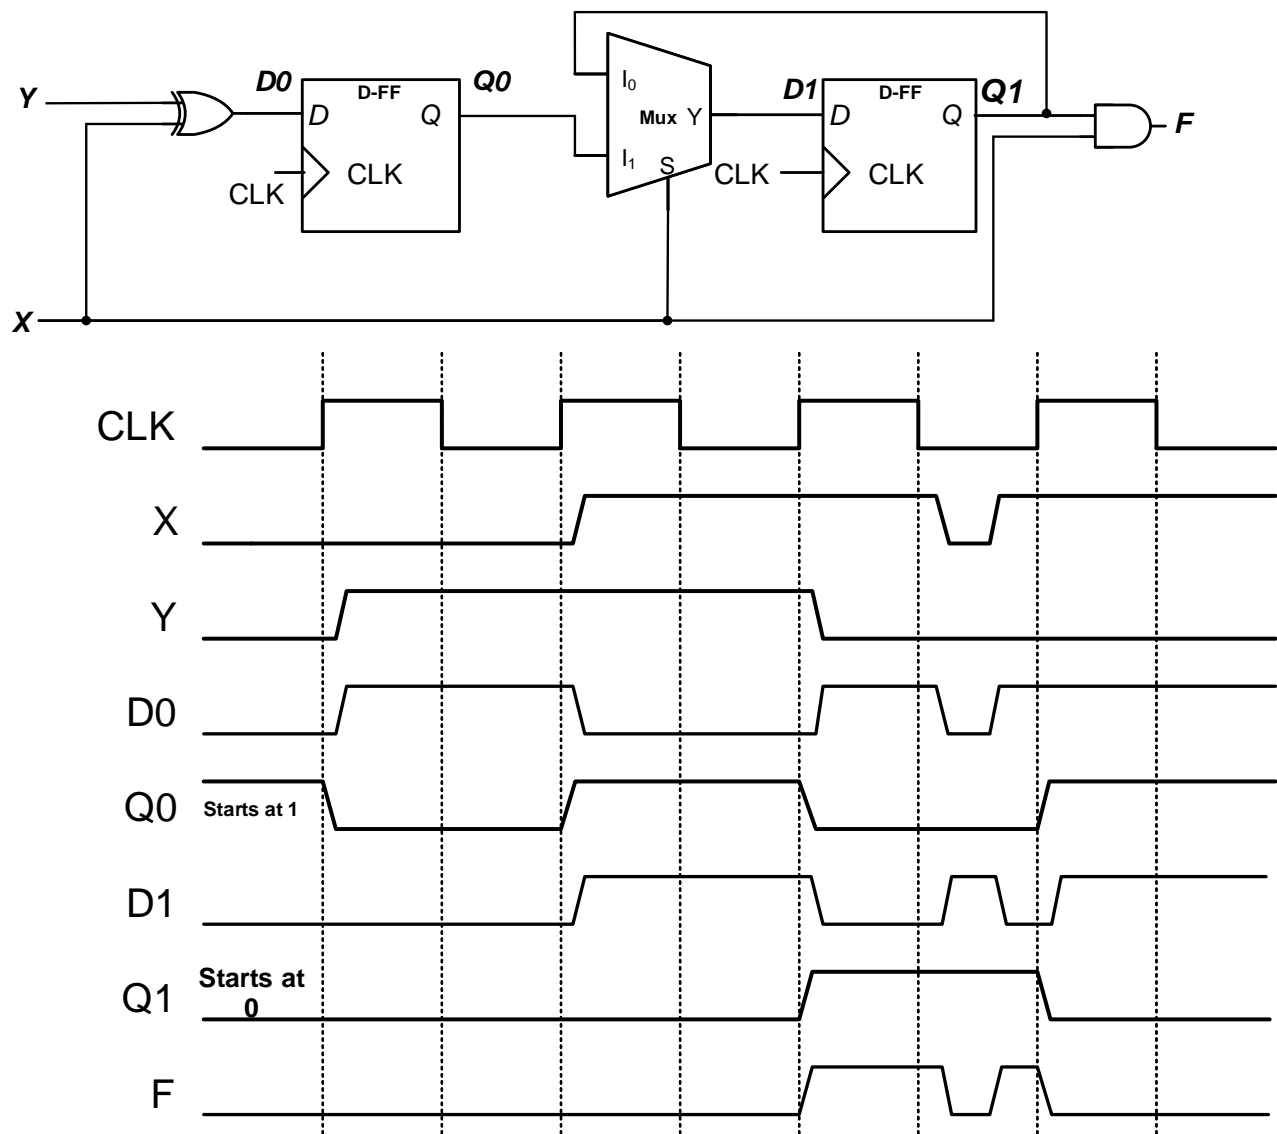 Y
D0
D-FF
D
Q
CLK
CLK
Q0
I0
I1
Mux
Y
S
D1
D-FF
D
Q
CLK
CLK
Q1
F
X
CLK
X
Y
D0
Q0
Starts at 1
D1
Q1
Starts at
0
F